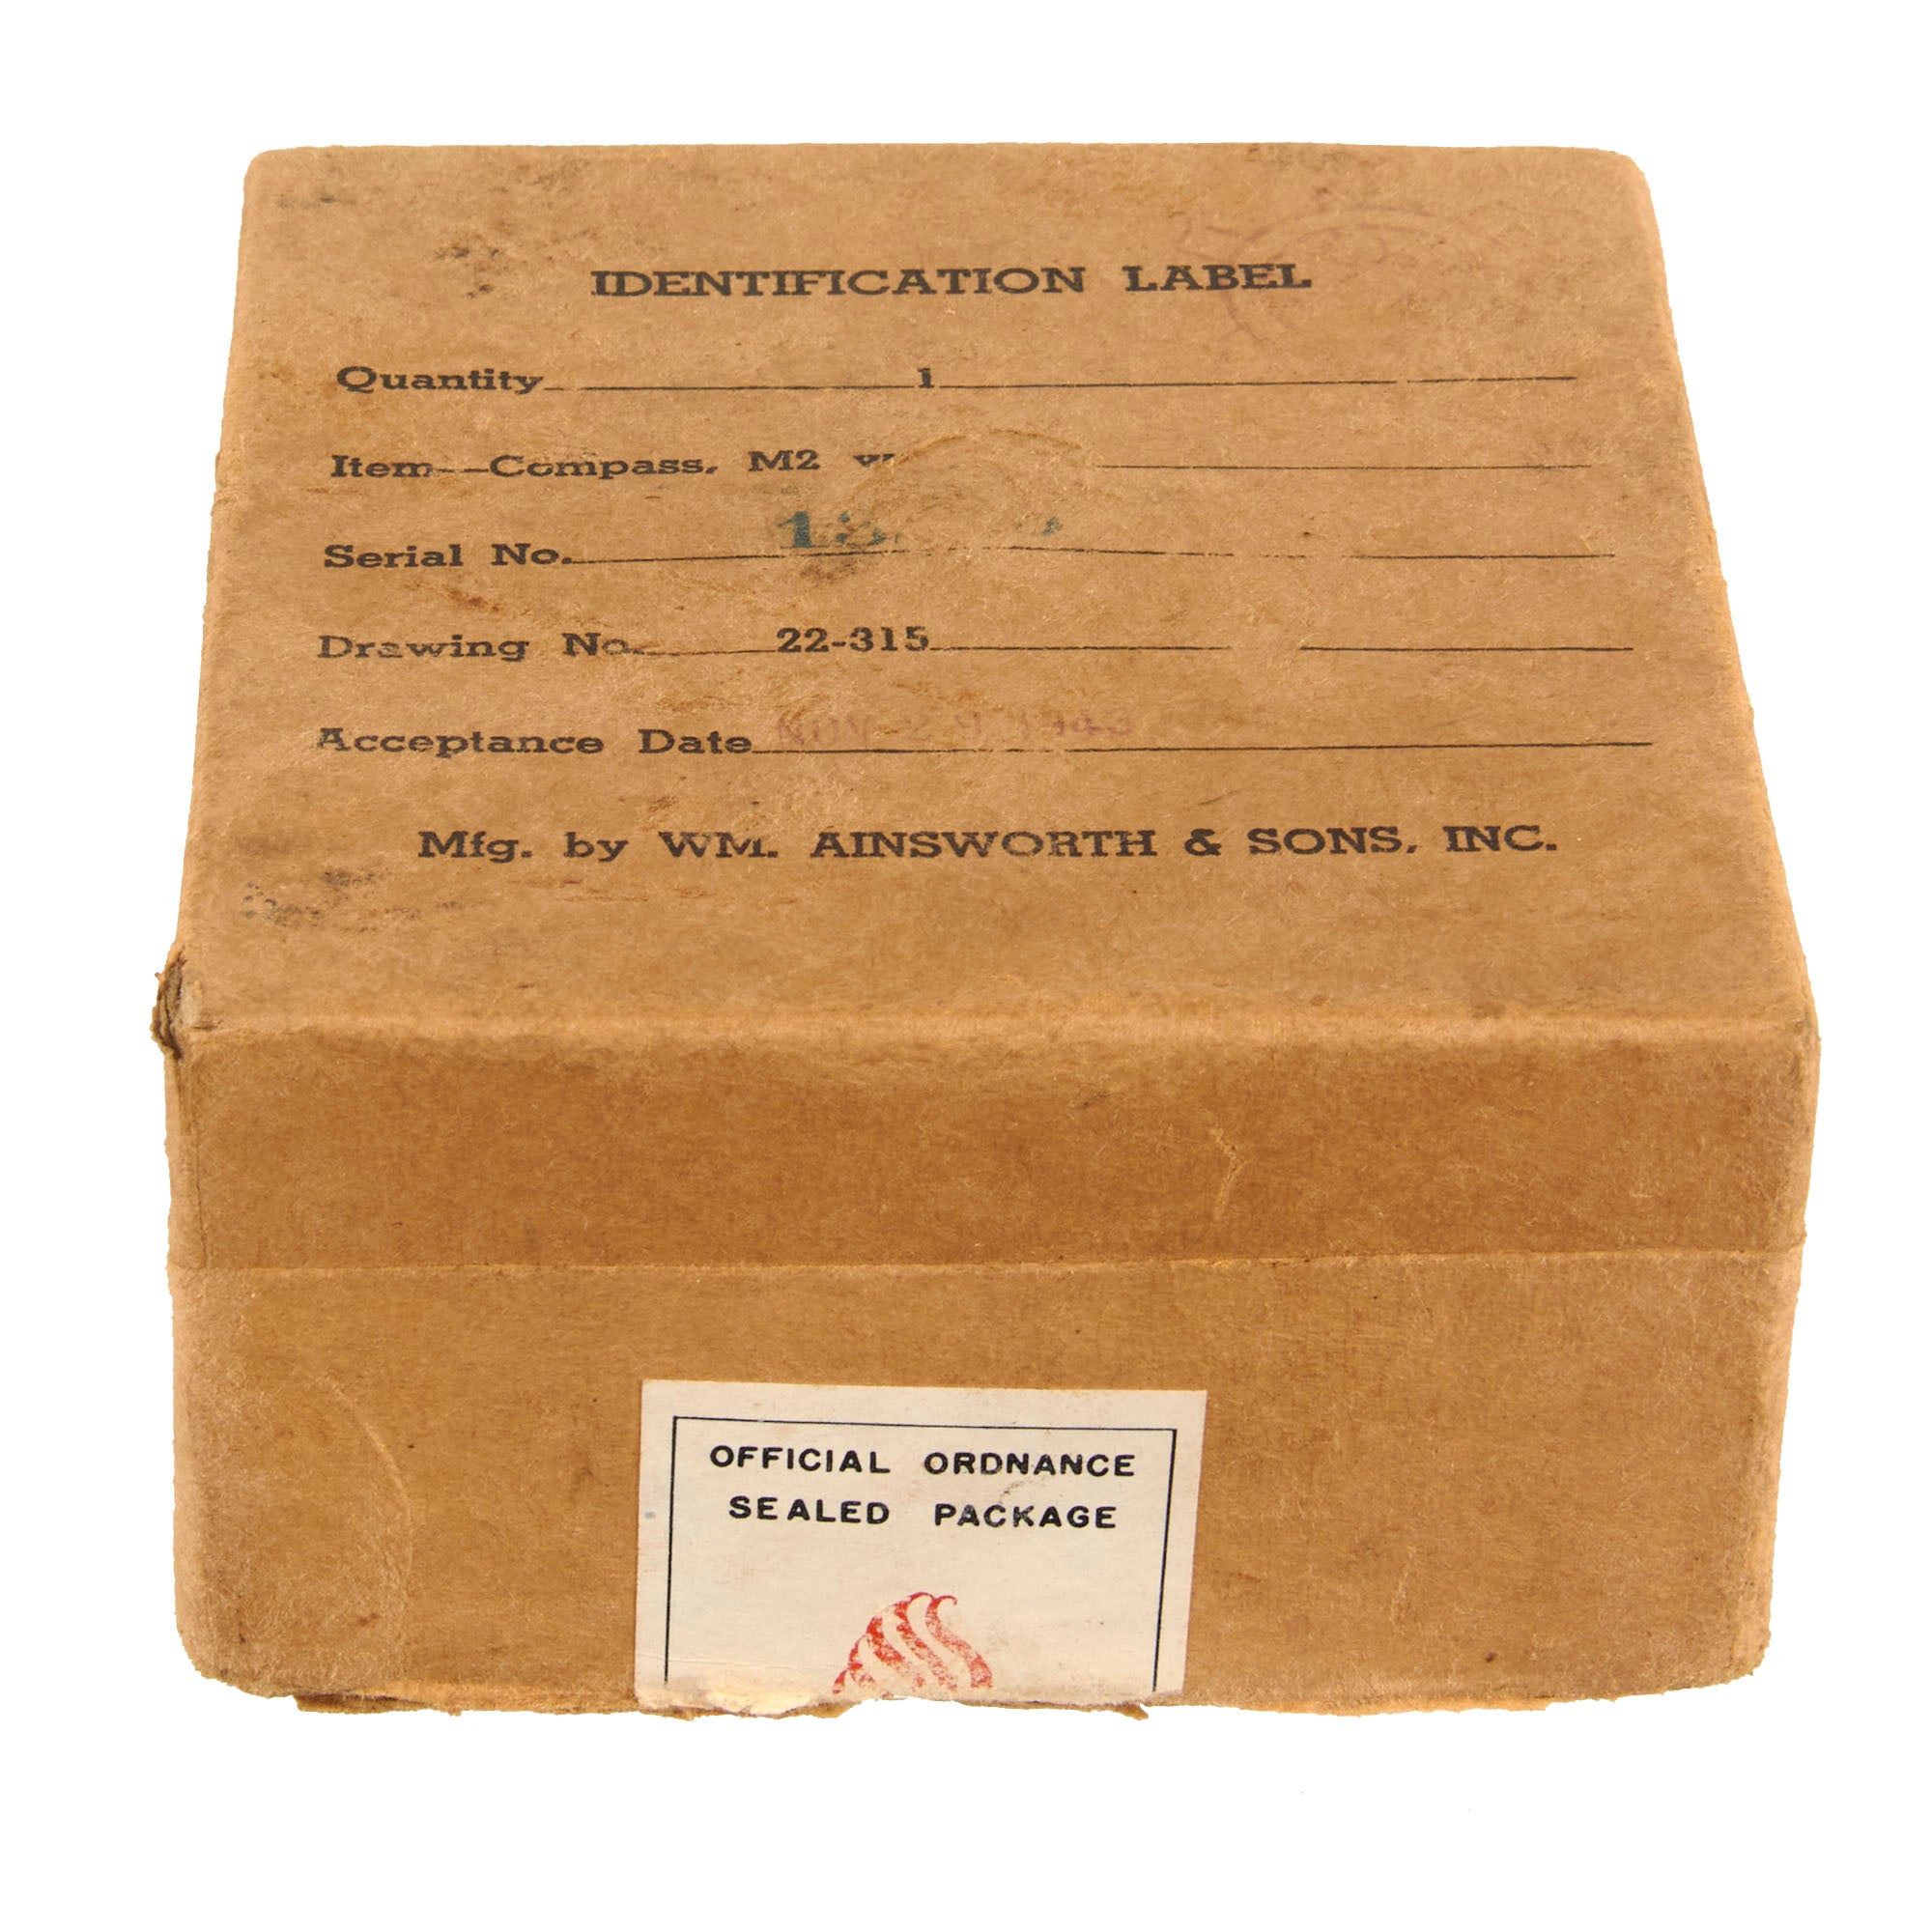 IDENTIFICATION LABEL
Quantity 1
Item--Compass, M2
Serial No.
Drawing No. 22-315
Acceptance Date
Mfg. by WM. AINSWORTH & SONS, INC.
OFFICIAL ORDNANCE
SEALED PACKAGE